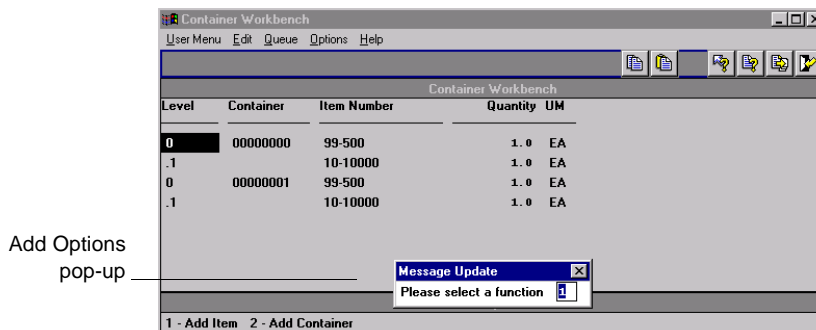 Container Workbench
User Menu Edit Queue Options Help
Container Workbench
Level Container Item Number Quantity UM
0 00000000 99-500 1.0 EA
.1 10-10000 1.0 EA
0 00000001 99-500 1.0 EA
.1 10-10000 1.0 EA
Add Options
pop-up
Message Update
Please select a function 1
1 - Add Item 2 - Add Container